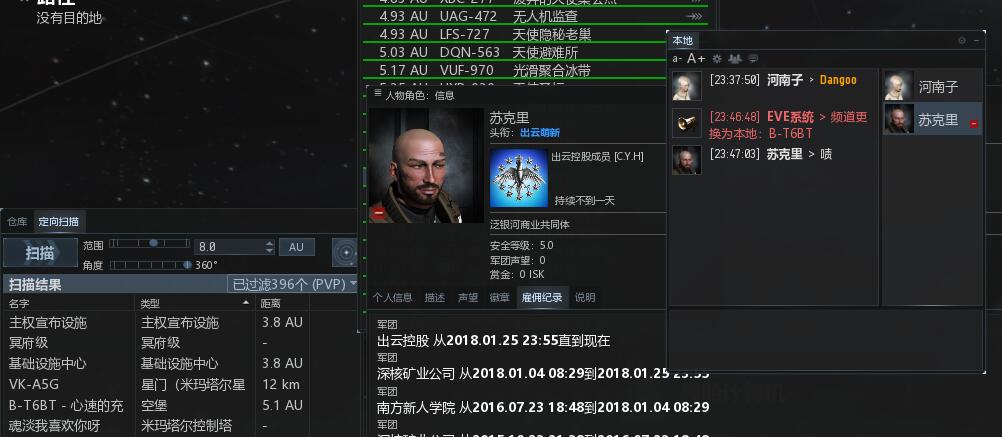 没有目的地
4.93 AU UAG-472 无人机监查
4.93 AU LFS-727 天使隐秘老巢
5.03 AU DQN-563 天使避难所
5.17 AU VUF-970 光滑聚合冰带
人物角色：信息
苏克里
头衔：出云萌新
出云控股成员 [C.Y.H]
持续不到一天
泛银河商业共同体
安全等级：5.0
军团声望：0
赏金：0 ISK
个人信息 描述 声望 徽章 雇佣纪录 说明
军团
出云控股 从2018.01.25 23:55直到现在
军团
深核矿业公司 从2018.01.04 08:29到2018.01.25 23:55
军团
南方新人学院 从2016.07.23 18:48到2018.01.04 08:29
仓库 定向扫描
扫描
范围 8.0 AU
角度 360°
扫描结果 已过滤396个 (PVP)
名字 类型 距离
主权宣布设施 主权宣布设施 3.8 AU
冥府级 冥府级 -
基础设施中心 基础设施中心 3.8 AU
VK-A5G 星门（米玛塔尔星 12 km
B-T6BT - 心速的充 空堡 5.1 AU
魂淡我喜欢你呀 米玛塔尔控制塔 -
本地
a- A+
[23:37:50] 河南子 > Dangoo
[23:46:48] EVE系统 > 频道更
换为本地：B-T6BT
[23:47:03] 苏克里 > 啧
河南子
苏克里